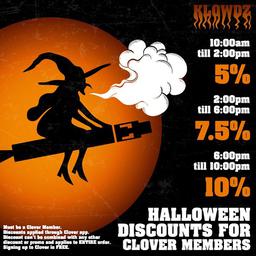 KLOWDZ
10:00am
till 2:00pm
5%
2:00pm
till 6:00pm
7.5%
6:00pm
till 10:00pm
10%
HALLOWEEN
DISCOUNTS FOR
CLOVER MEMBERS
Must be a Clover Member.
Discounts applied through Clover app.
Discount can't be combined with any other
discount or promo and applies to ENTIRE order.
Signing up to Clover is FREE.